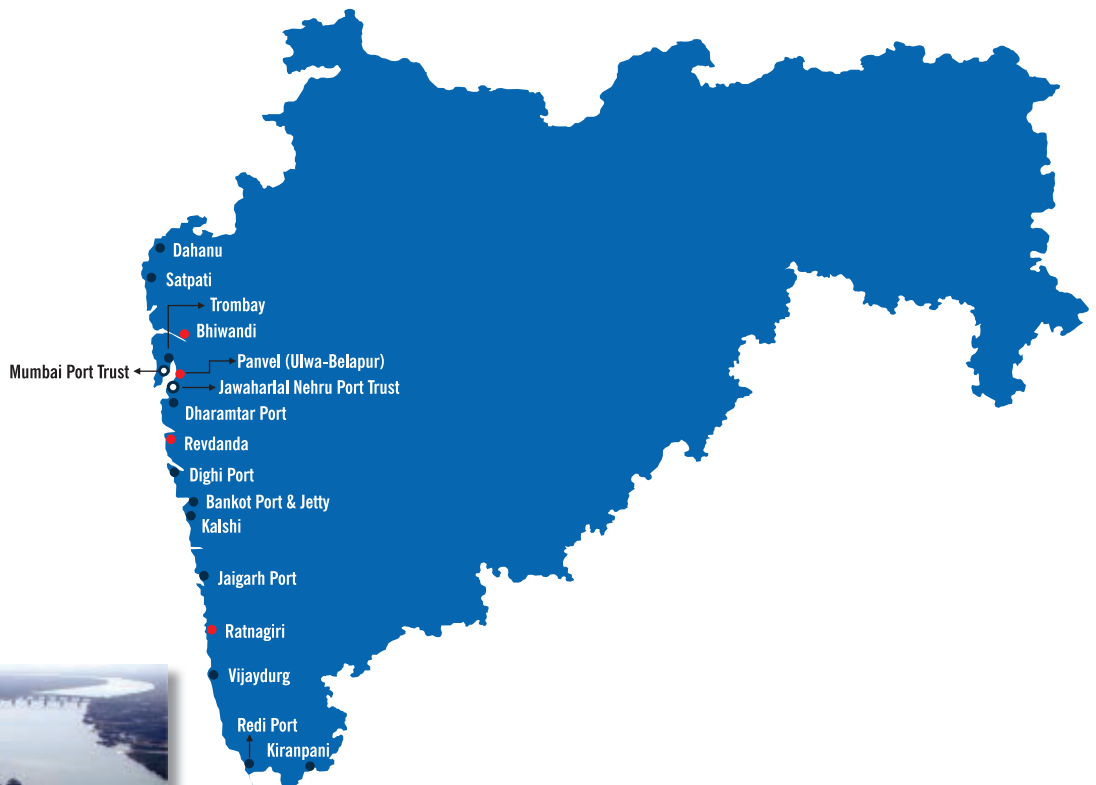 Dahanu
Satpati
Trombay
Bhiwandi
Mumbai Port Trust
Panvel (Ulwa-Belapur)
Jawaharlal Nehru Port Trust
Dharamtar Port
Revdanda
Dighi Port
Bankot Port & Jetty
Kalshi
Jaigarh Port
Ratnagiri
Vijaydurg
Redi Port
Kiranpani